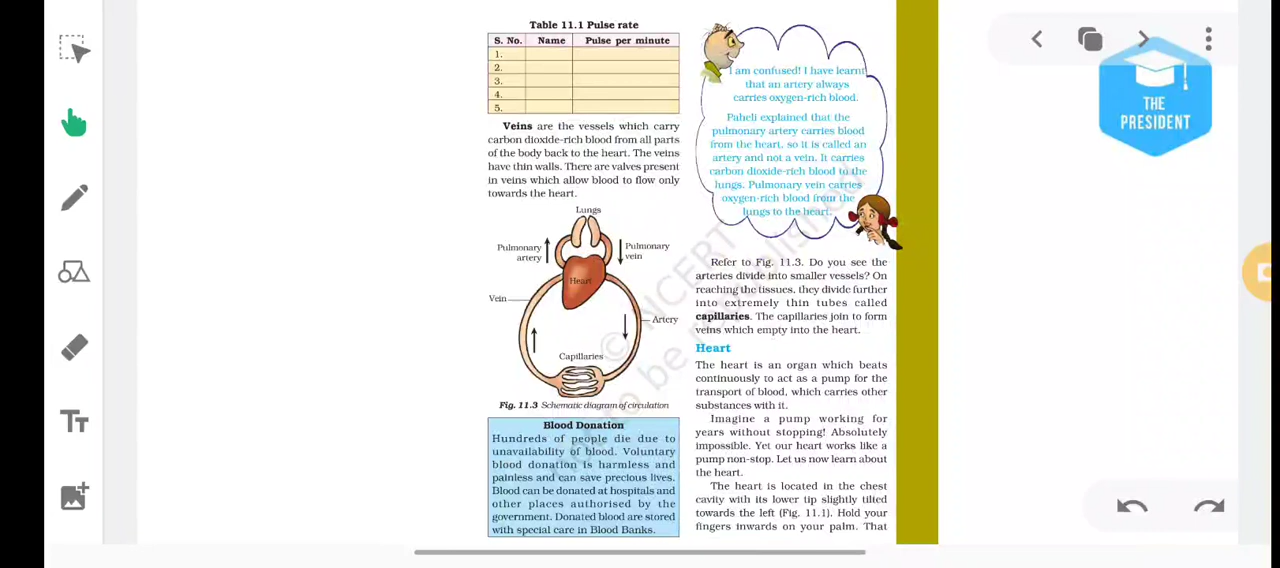 Table 11.1 Pulse rate
S. No. Name Pulse per minute
1.
2.
3.
4.
5.
Veins are the vessels which carry
carbon dioxide-rich blood from all parts
of the body back to the heart. The veins
have thin walls. There are valves present
in veins which allow blood to flow only
towards the heart.
Lungs
Pulmonary
artery
Pulmonary
vein
Heart
Vein
Artery
Capillaries
Fig. 11.3 Schematic diagram of circulation
Blood Donation
Hundreds of people die due to
unavailability of blood. Voluntary
blood donation is harmless and
painless and can save precious lives.
Blood can be donated at hospitals and
other places authorised by the
government. Donated blood are stored
with special care in Blood Banks.
I am confused! I have learnt
that an artery always
carries oxygen-rich blood.
Paheli explained that the
pulmonary artery carries blood
from the heart, so it is called an
artery and not a vein. It carries
carbon dioxide-rich blood to the
lungs. Pulmonary vein carries
oxygen-rich blood from the
lungs to the heart.
Refer to Fig. 11.3. Do you see the
arteries divide into smaller vessels? On
reaching the tissues, they divide further
into extremely thin tubes called
capillaries. The capillaries join to form
veins which empty into the heart.
Heart
The heart is an organ which beats
continuously to act as a pump for the
transport of blood, which carries other
substances with it.
Imagine a pump working for
years without stopping! Absolutely
impossible. Yet our heart works like a
pump non-stop. Let us now learn about
the heart.
The heart is located in the chest
cavity with its lower tip slightly tilted
towards the left (Fig. 11.1). Hold your
fingers inwards on your palm. That
© NCERT
not to be republished
THE
PRESIDENT
Tт